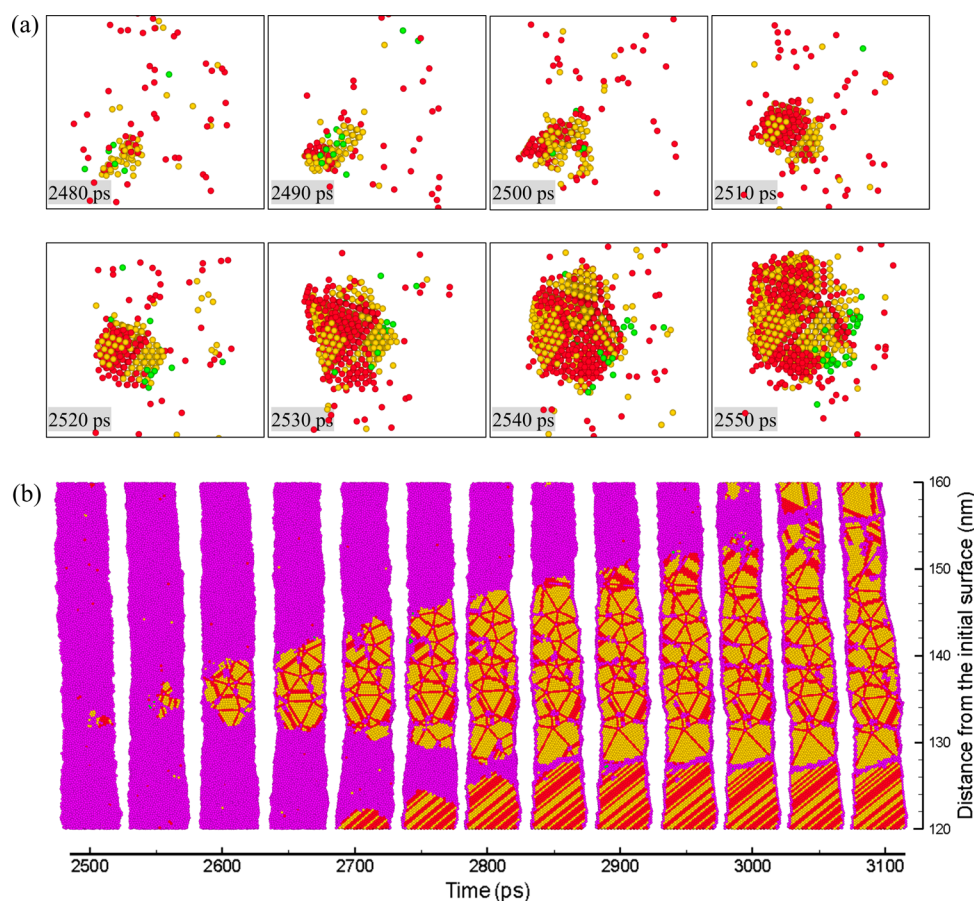 (a)
2480 ps
2490 ps
2500 ps
2510 ps
2520 ps
2530 ps
2540 ps
2550 ps
(b)
160
150
140
130
120
Distance from the initial surface (nm)
2500 2600 2700 2800 2900 3000 3100
Time (ps)